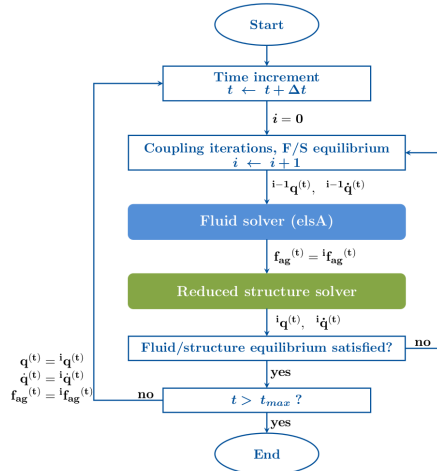 Start
Time increment
t ← t + Δt
i = 0
Coupling iterations, F/S equilibrium
i ← i + 1
ⁱ⁻¹q⁽ᵗ⁾, ⁱ⁻¹q̇⁽ᵗ⁾
Fluid solver (elsA)
f_ag⁽ᵗ⁾ = ⁱf_ag⁽ᵗ⁾
Reduced structure solver
ⁱq⁽ᵗ⁾, ⁱq̇⁽ᵗ⁾
Fluid/structure equilibrium satisfied?
no
yes
q⁽ᵗ⁾ = ⁱq⁽ᵗ⁾
q̇⁽ᵗ⁾ = ⁱq̇⁽ᵗ⁾
f_ag⁽ᵗ⁾ = ⁱf_ag⁽ᵗ⁾
no
t > t_max ?
yes
End